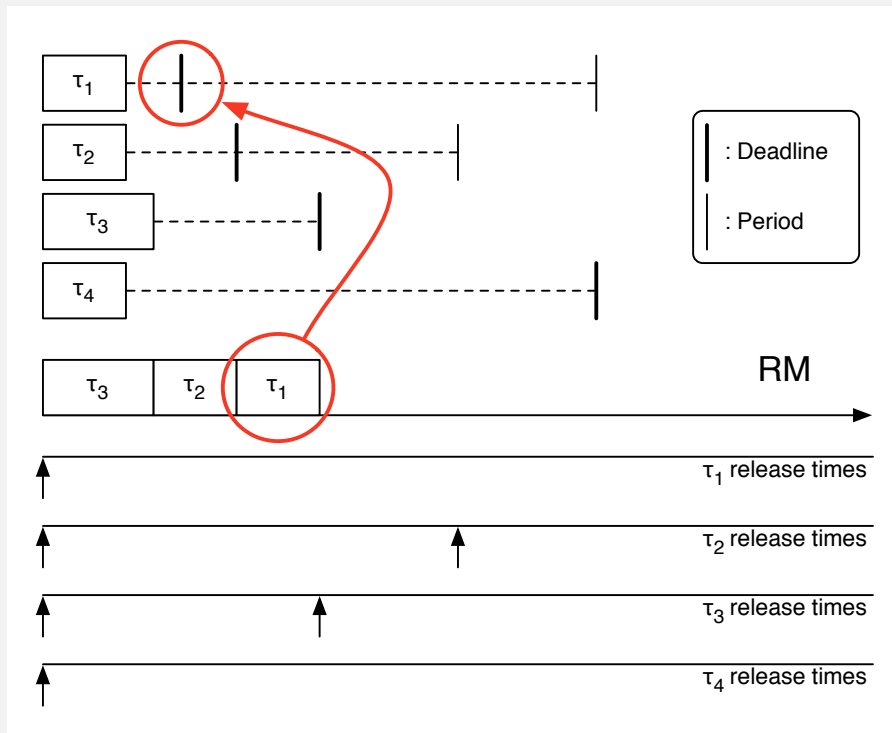 τ1
τ2
τ3
τ4
: Deadline
: Period
τ3 τ2 τ1
RM
τ1 release times
τ2 release times
τ3 release times
τ4 release times